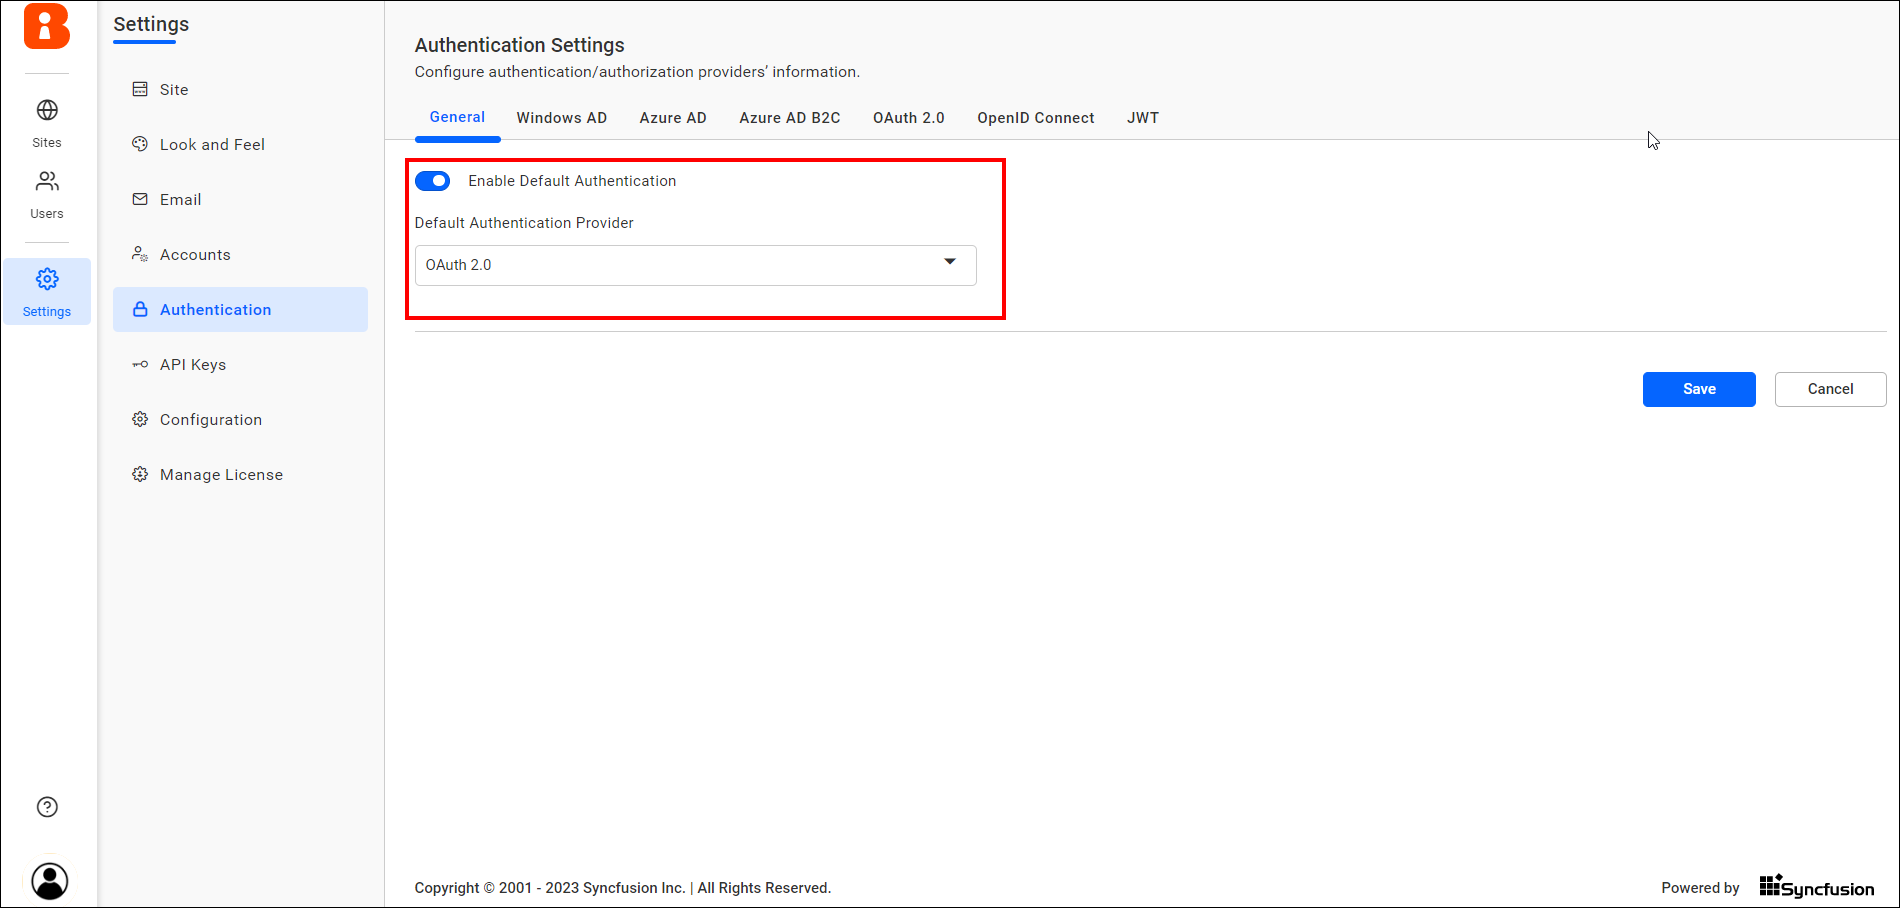 Sites
Users
Settings
Settings
Site
Look and Feel
Email
Accounts
Authentication
API Keys
Configuration
Manage License
Authentication Settings
Configure authentication/authorization providers’ information.
General Windows AD Azure AD Azure AD B2C OAuth 2.0 OpenID Connect JWT
Enable Default Authentication
Default Authentication Provider
OAuth 2.0
Save Cancel
Copyright © 2001 - 2023 Syncfusion Inc. | All Rights Reserved.
Powered by Syncfusion